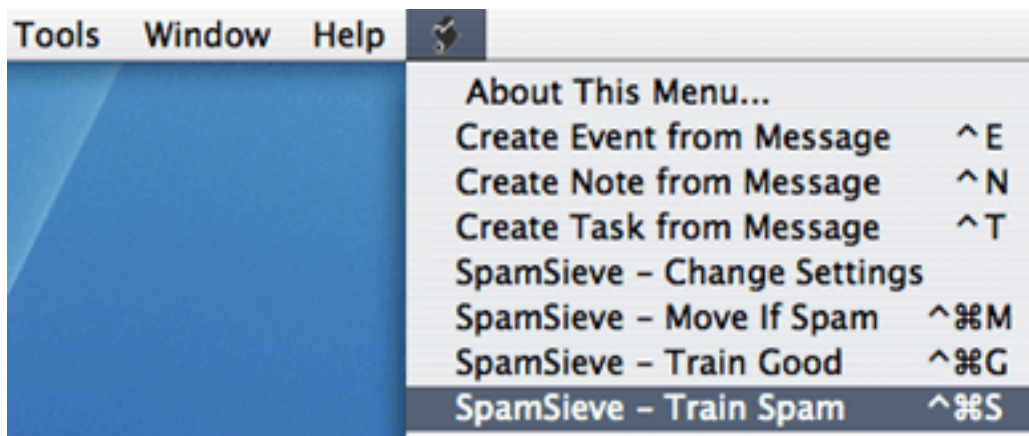 Tools Window Help
About This Menu...
Create Event from Message ^E
Create Note from Message ^N
Create Task from Message ^T
SpamSieve – Change Settings
SpamSieve – Move If Spam ^⌘M
SpamSieve – Train Good ^⌘G
SpamSieve – Train Spam ^⌘S